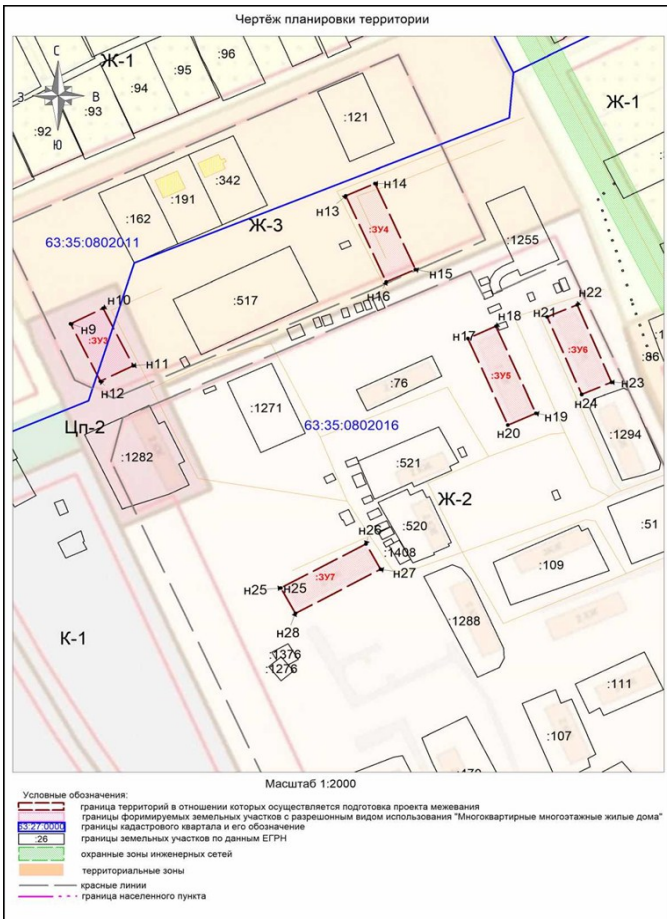 Чертёж планировки территории
С
З
В
Ю
Ж-1
:96
:95
:94
:93
:92
Ж-1
:121
:342
:191
:162
н14
н13
:ЗУ4
63:35:0802011
Ж-3
:1255
н15
н16
:517
н10
н9
:ЗУ3
н11
н12
н22
н21
н18
н17
:ЗУ6
:ЗУ5
:86
н23
н24
н19
н20
:76
:1271
63:35:0802016
Цп-2
:1282
:1294
:521
Ж-2
:520
:51
н26
:1408
:109
н27
н25
н25
:ЗУ7
:1288
н28
К-1
:1376
:1276
:111
:107
Масштаб 1:2000
Условные обозначения:
граница территорий в отношении которых осуществляется подготовка проекта межевания
границы форимируемых земельных участков с разрешонным видом использования "Многоквартирные многоэтажные жилые дома"
63:27:0000
границы кадастрового квартала и его обозначение
:26
границы земельных участков по данным ЕГРН
охранные зоны инженерных сетей
территориальные зоны
красные линии
граница населенного пункта